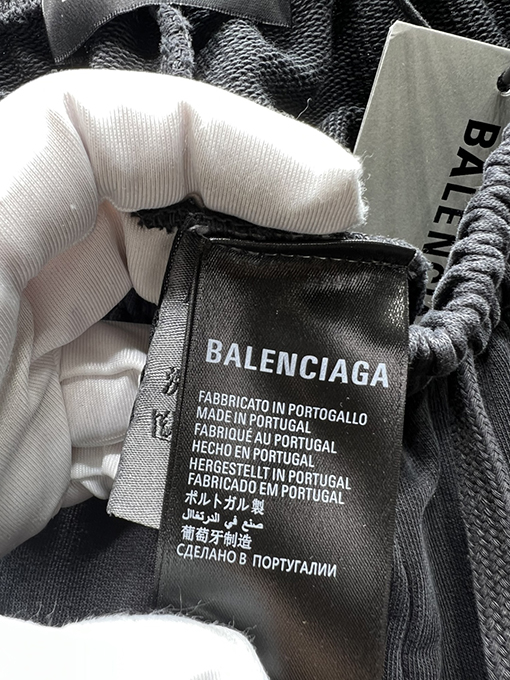 BALENC
BALENCIAGA
FABBRICATO IN PORTOGALLO
MADE IN PORTUGAL
FABRIQUÉ AU PORTUGAL
HECHO EN PORTUGAL
HERGESTELLT IN PORTUGAL
FABRICADO EM PORTUGAL
ポルトガル製
صنع في الدرتغاال
葡萄牙制造
СДЕЛАНО В ПОРТУГАЛИИ